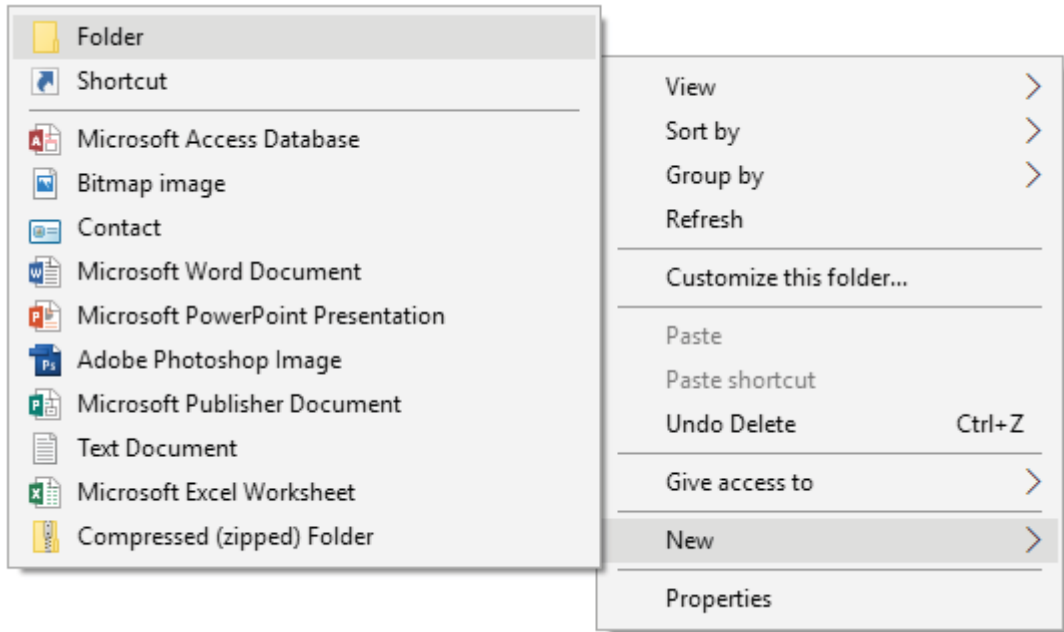 Folder
Shortcut
Microsoft Access Database
Bitmap image
Contact
Microsoft Word Document
Microsoft PowerPoint Presentation
Adobe Photoshop Image
Microsoft Publisher Document
Text Document
Microsoft Excel Worksheet
Compressed (zipped) Folder
View
Sort by
Group by
Refresh
Customize this folder...
Paste
Paste shortcut
Undo Delete Ctrl+Z
Give access to
New
Properties